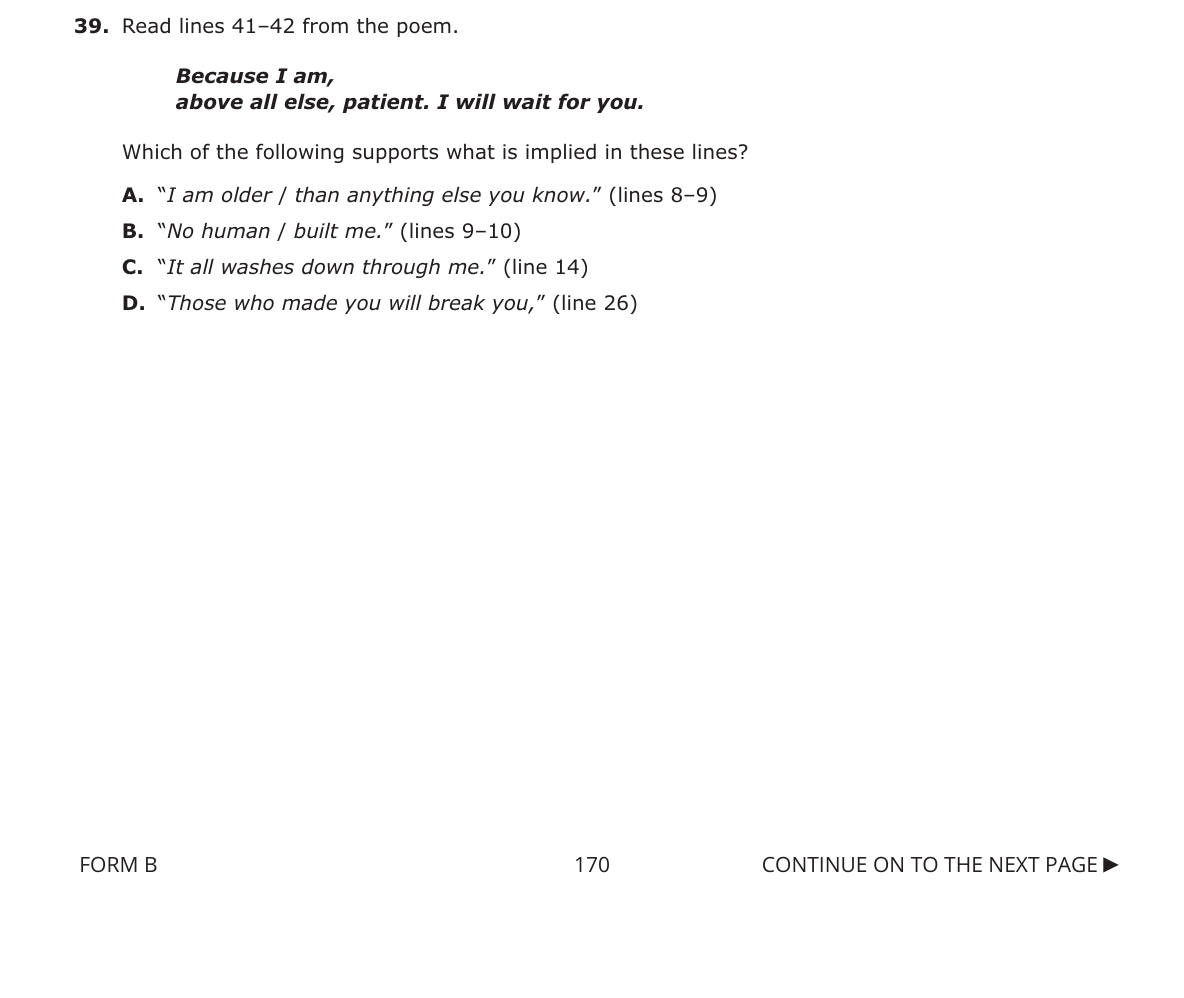 39. Read lines 41–42 from the poem.
Because I am,
above all else, patient. I will wait for you.
Which of the following supports what is implied in these lines?
A. “I am older / than anything else you know.” (lines 8–9)
B. “No human / built me.” (lines 9–10)
C. “It all washes down through me.” (line 14)
D. “Those who made you will break you,” (line 26)
FORM B 170 CONTINUE ON TO THE NEXT PAGE ▶